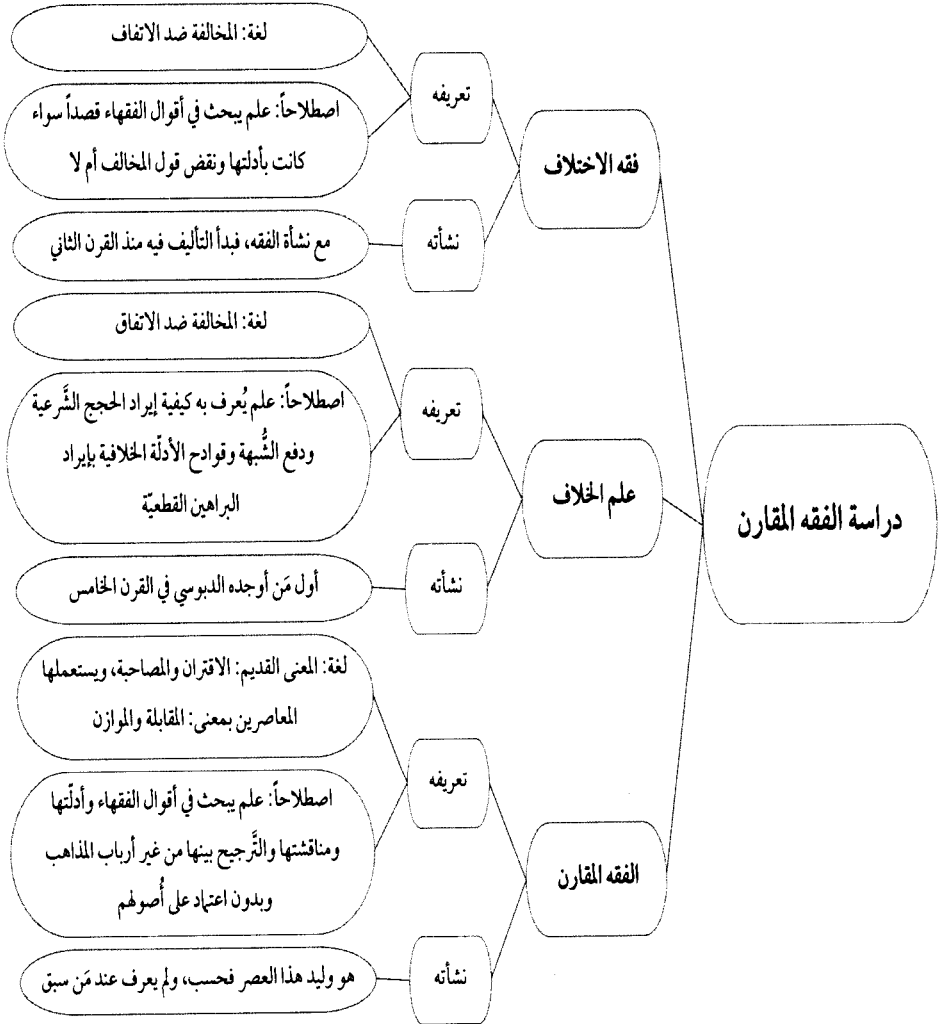 دراسة الفقه المقارن
فقه الاختلاف
تعريفه
لغة: المخالفة ضد الاتفاف
اصطلاحاً: علم يبحث في أقوال الفقهاء قصداً سواء
كانت بأدلتها ونقض قول المخالف أم لا
نشأته
مع نشأة الفقه، فبدأ التأليف فيه منذ القرن الثاني
علم الخلاف
تعريفه
لغة: المخالفة ضد الاتفاق
اصطلاحاً: علم يُعرف به كيفية إيراد الحجج الشَّرعية
ودفع الشُّبهة وقوادح الأدلّة الخلافية بإيراد
البراهين القطعيّة
نشأته
أول مَن أوجده الدبوسي في القرن الخامس
الفقه المقارن
تعريفه
لغة: المعنى القديم: الاقتران والمصاحبة، ويستعملها
المعاصرين بمعنى: المقابلة والموازن
اصطلاحاً: علم يبحث في أقوال الفقهاء وأدلّتها
ومناقشتها والتَّرجيح بينها من غير أرباب المذاهب
وبدون اعتماد على أُصولهم
نشأته
هو وليد هذا العصر فحسب، ولم يعرف عند مَن سبق